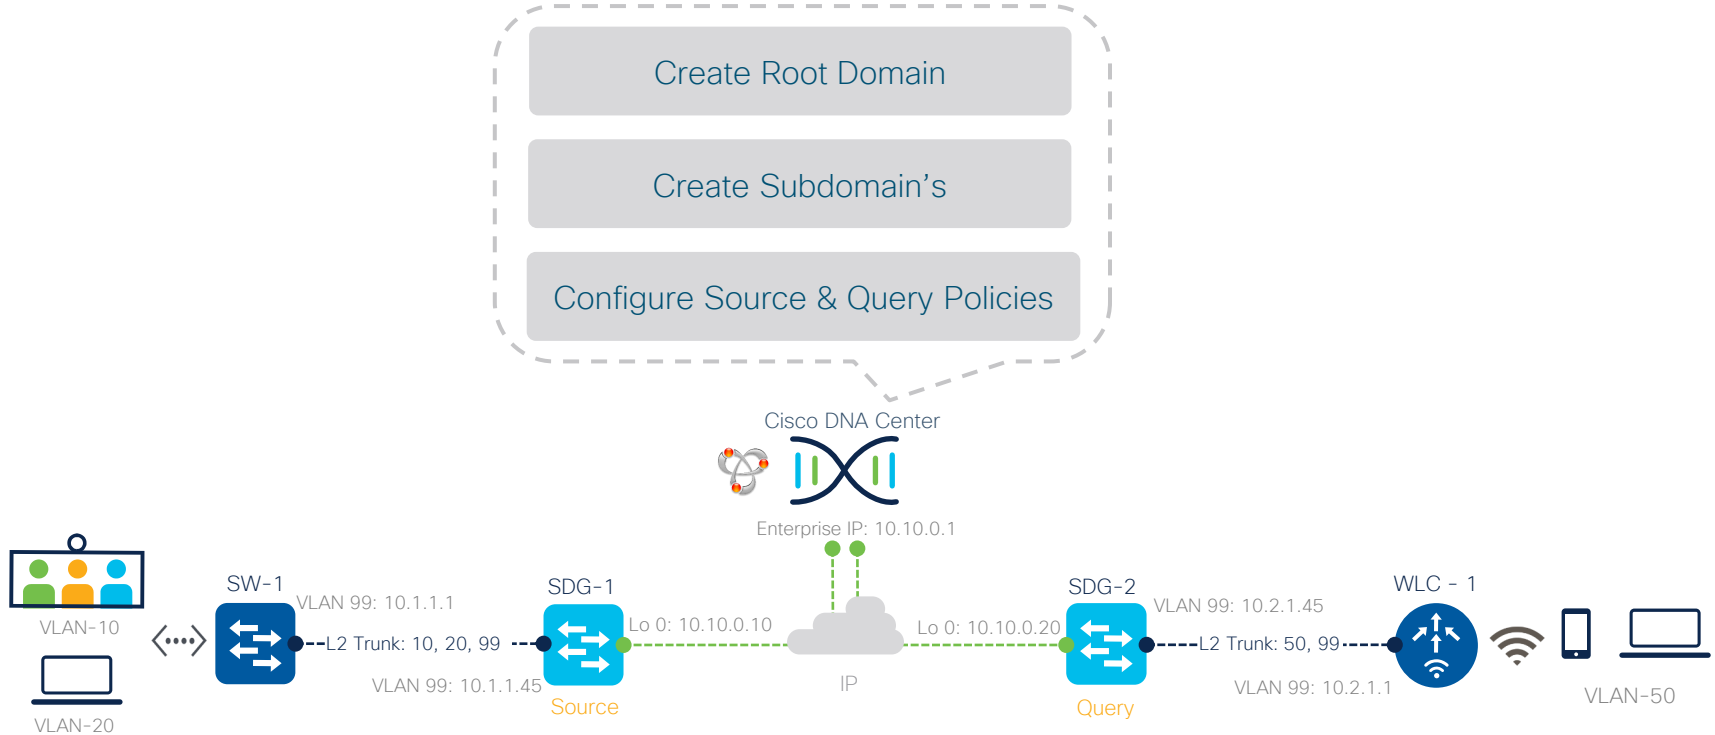 Create Root Domain
Create Subdomain’s
Configure Source & Query Policies
Cisco DNA Center
Enterprise IP: 10.10.0.1
VLAN-10
VLAN-20
SW-1
VLAN 99: 10.1.1.1
L2 Trunk: 10, 20, 99
VLAN 99: 10.1.1.45
SDG-1
Source
Lo 0: 10.10.0.10
IP
Lo 0: 10.10.0.20
SDG-2
Query
VLAN 99: 10.2.1.45
L2 Trunk: 50, 99
VLAN 99: 10.2.1.1
WLC - 1
VLAN-50